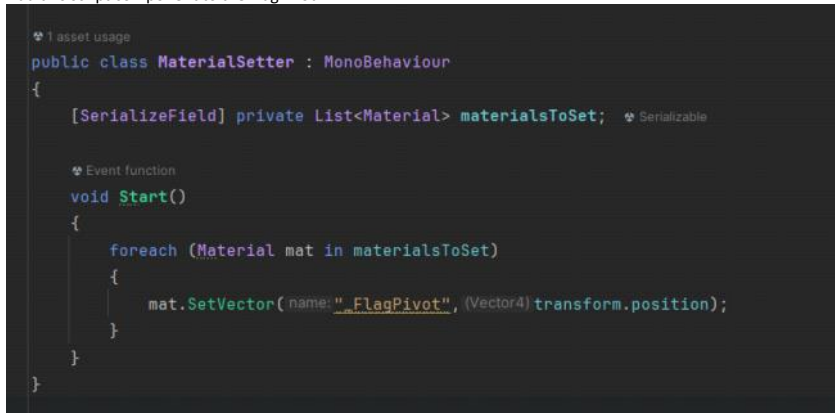 1 asset usage
public class MaterialSetter : MonoBehaviour
{
[SerializeField] private List<Material> materialsToSet; Serializable
Event function
void Start()
{
foreach (Material mat in materialsToSet)
{
mat.SetVector( name: "_FlagPivot", (Vector4) transform.position);
}
}
}